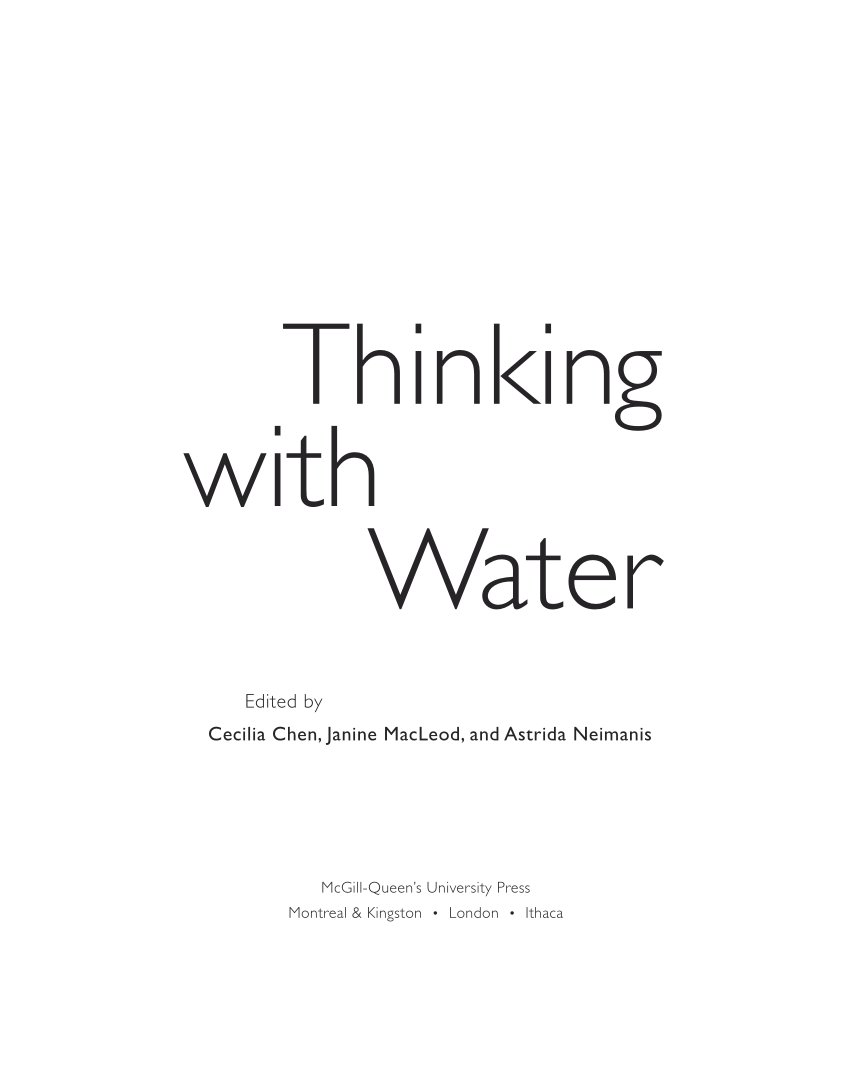 Thinking
with
Water
Edited by
Cecilia Chen, Janine MacLeod, and Astrida Neimanis
McGill-Queen’s University Press
Montreal & Kingston • London • Ithaca